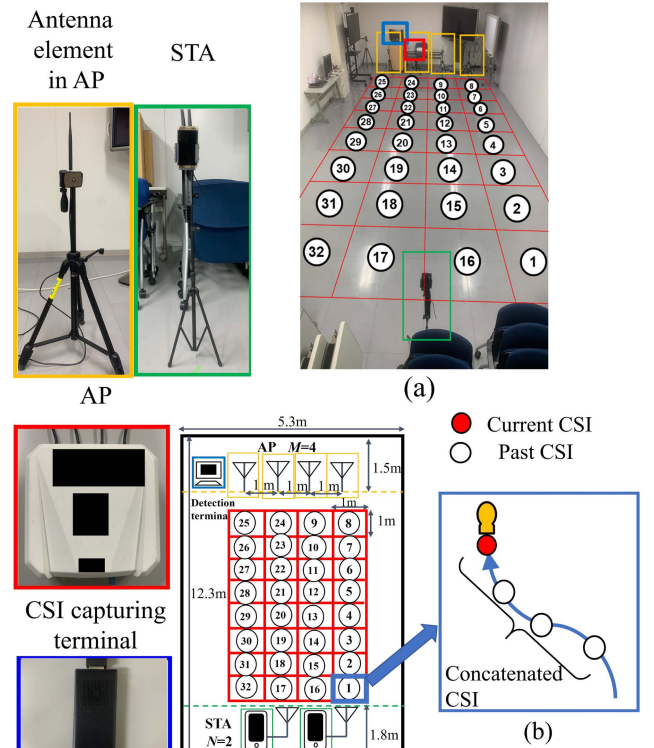 Antenna
element
in AP
STA
25 24 9 8
26 23 10 7
27 22 11 6
28 21 12 5
29 20 13 4
30 19 14 3
31 18 15 2
32 17 16 1
(a)
AP
CSI capturing
terminal
5.3m
AP M=4
1.5m
1 m 1 m 1 m
Detection
terminal
1m
1m
25 24 9 8
26 23 10 7
27 22 11 6
28 21 12 5
29 20 13 4
30 19 14 3
31 18 15 2
32 17 16 1
12.3m
STA
N=2
1.8m
Current CSI
Past CSI
Concatenated
CSI
(b)